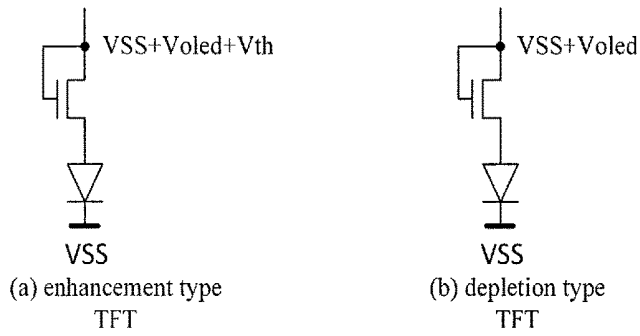 VSS+Voled+Vth
VSS+Voled
VSS
VSS
(a) enhancement type
TFT
(b) depletion type
TFT